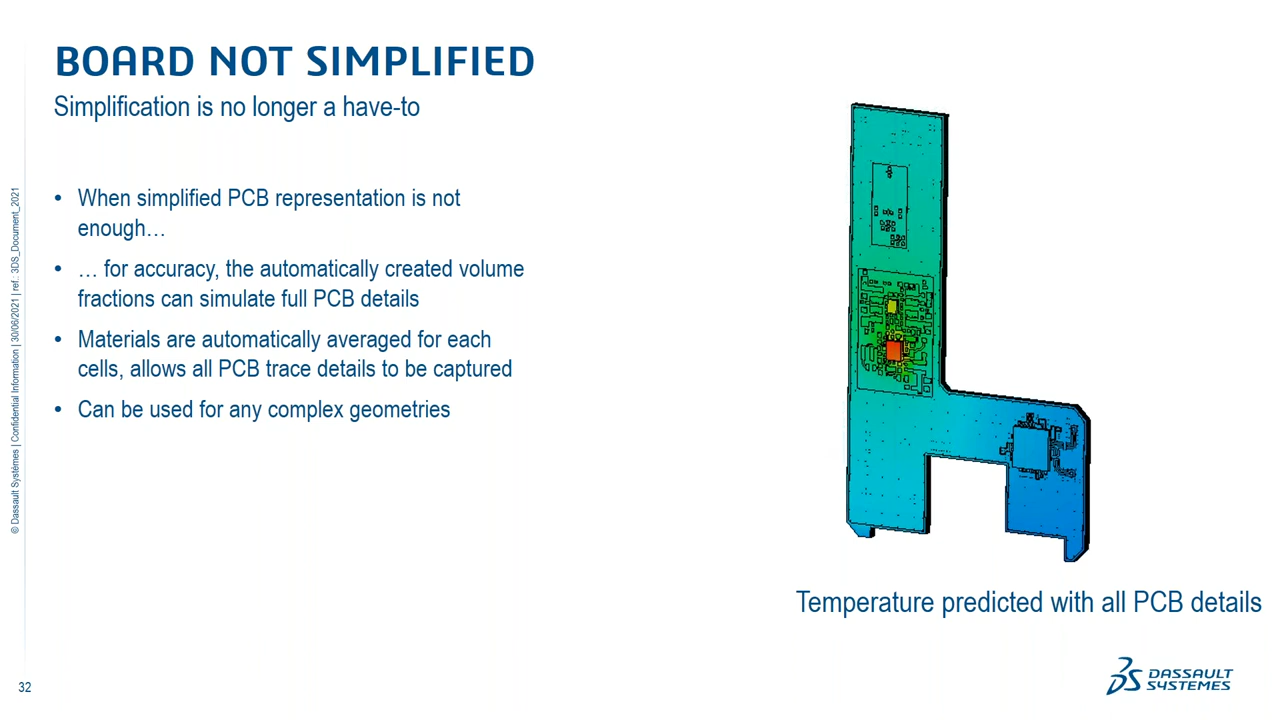 BOARD NOT SIMPLIFIED
Simplification is no longer a have-to
• When simplified PCB representation is not
enough…
• … for accuracy, the automatically created volume
fractions can simulate full PCB details
• Materials are automatically averaged for each
cells, allows all PCB trace details to be captured
• Can be used for any complex geometries
Temperature predicted with all PCB details
© Dassault Systèmes | Confidential Information | 30/06/2021 | ref.: 3DS_Document_2021
32
3DS DASSAULT
SYSTEMES